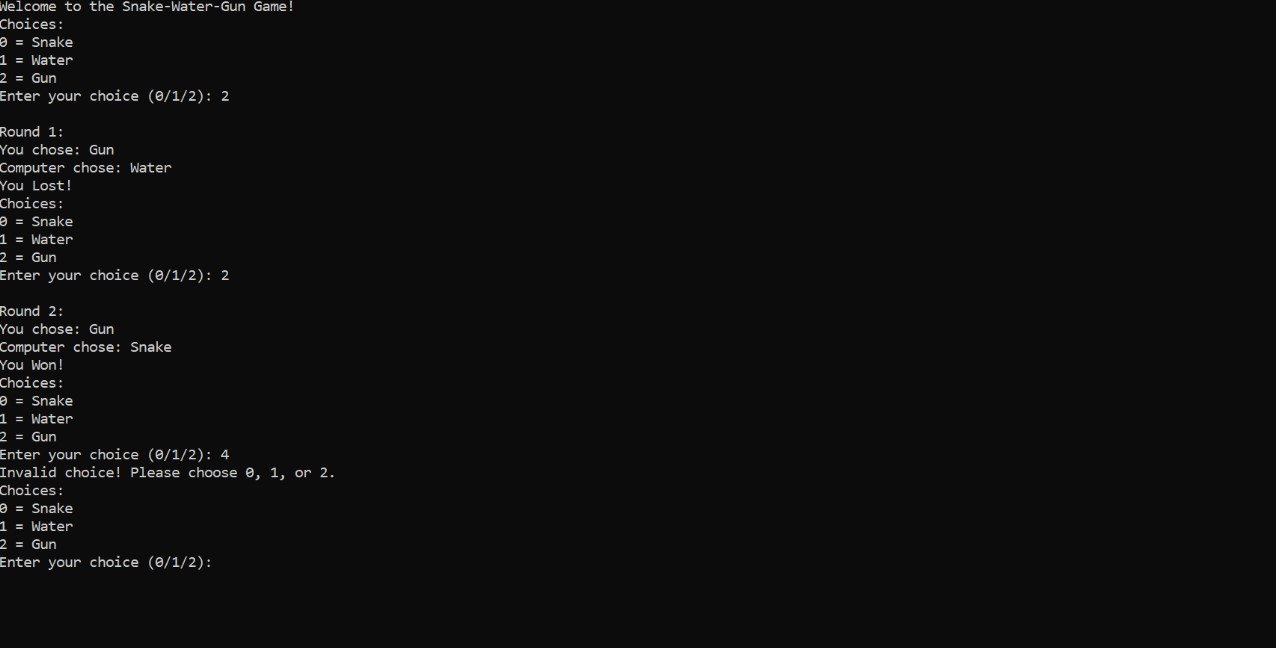 Welcome to the Snake-Water-Gun Game!
Choices:
0 = Snake
1 = Water
2 = Gun
Enter your choice (0/1/2): 2

Round 1:
You chose: Gun
Computer chose: Water
You Lost!
Choices:
0 = Snake
1 = Water
2 = Gun
Enter your choice (0/1/2): 2

Round 2:
You chose: Gun
Computer chose: Snake
You Won!
Choices:
0 = Snake
1 = Water
2 = Gun
Enter your choice (0/1/2): 4
Invalid choice! Please choose 0, 1, or 2.
Choices:
0 = Snake
1 = Water
2 = Gun
Enter your choice (0/1/2):